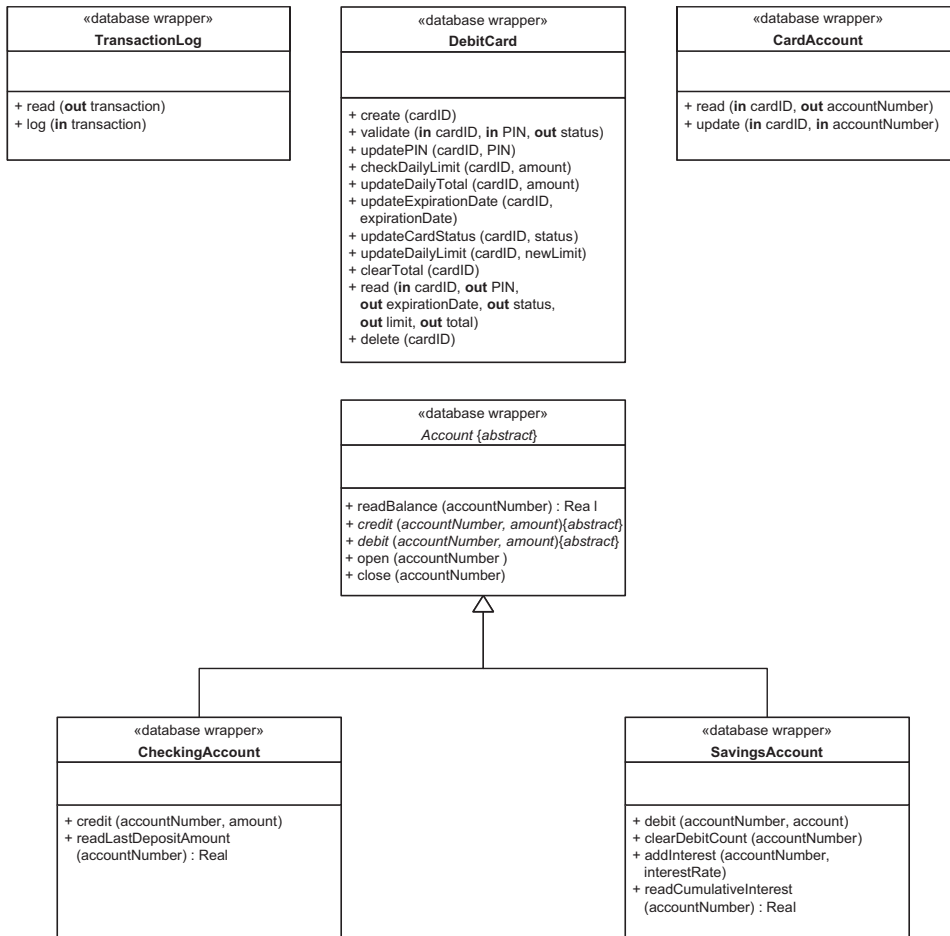 «database wrapper»
TransactionLog
+ read (out transaction)
+ log (in transaction)
«database wrapper»
DebitCard
+ create (cardID)
+ validate (in cardID, in PIN, out status)
+ updatePIN (cardID, PIN)
+ checkDailyLimit (cardID, amount)
+ updateDailyTotal (cardID, amount)
+ updateExpirationDate (cardID,
expirationDate)
+ updateCardStatus (cardID, status)
+ updateDailyLimit (cardID, newLimit)
+ clearTotal (cardID)
+ read (in cardID, out PIN,
out expirationDate, out status,
out limit, out total)
+ delete (cardID)
«database wrapper»
CardAccount
+ read (in cardID, out accountNumber)
+ update (in cardID, in accountNumber)
«database wrapper»
Account {abstract}
+ readBalance (accountNumber) : Rea l
+ credit (accountNumber, amount){abstract}
+ debit (accountNumber, amount){abstract}
+ open (accountNumber )
+ close (accountNumber)
«database wrapper»
CheckingAccount
+ credit (accountNumber, amount)
+ readLastDepositAmount
(accountNumber) : Real
«database wrapper»
SavingsAccount
+ debit (accountNumber, account)
+ clearDebitCount (accountNumber)
+ addInterest (accountNumber,
interestRate)
+ readCumulativeInterest
(accountNumber) : Real